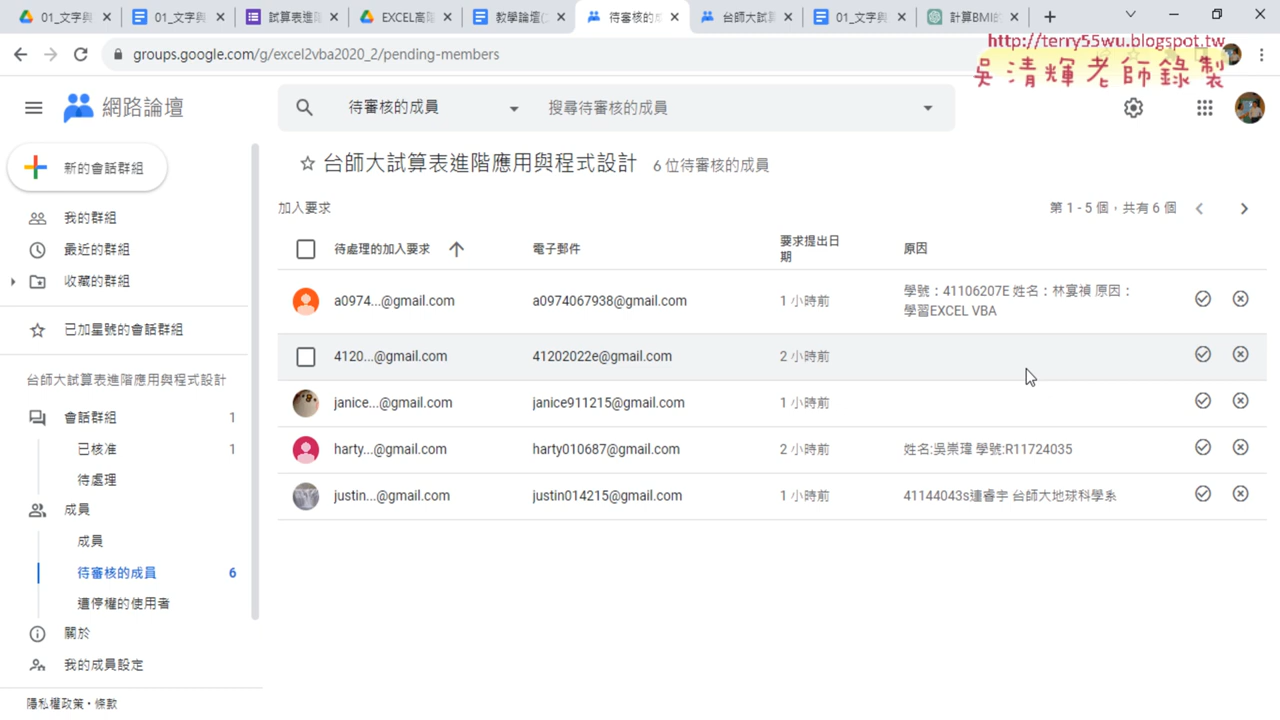 01_文字與
01_文字與
試算表進階
EXCEL高階
教學論壇(2
待審核的成
台師大試算
01_文字與
計算BMI的
groups.google.com/g/excel2vba2020_2/pending-members
http://terry55wu.blogspot.tw
吳清輝老師錄製
網路論壇
待審核的成員
搜尋待審核的成員
新的會話群組
我的群組
最近的群組
收藏的群組
已加星號的會話群組
台師大試算表進階應用與程式設計
會話群組 1
已核准 1
待處理
成員
成員
待審核的成員 6
遭停權的使用者
關於
我的成員設定
隱私權政策・條款
台師大試算表進階應用與程式設計 6 位待審核的成員
加入要求
第 1 - 5 個，共有 6 個
待處理的加入要求 電子郵件 要求提出日期 原因
a0974...@gmail.com a0974067938@gmail.com 1 小時前 學號：41106207E 姓名：林宴禎 原因：
學習EXCEL VBA
4120...@gmail.com 41202022e@gmail.com 2 小時前
janice...@gmail.com janice911215@gmail.com 1 小時前
harty...@gmail.com harty010687@gmail.com 2 小時前 姓名:吳崇瑋 學號:R11724035
justin...@gmail.com justin014215@gmail.com 1 小時前 41144043s連睿宇 台師大地球科學系